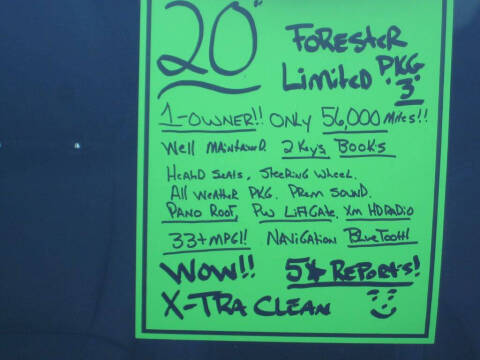 20" FORESTER
Limited PKG
"3"
1-OWNER!! ONLY 56,000 Miles!!
Well MAINTAIND 2 Keys BOOKS
HEATD SEATS, STEERING WHEEL.
All WEATHER PKG. PREM SOUND.
PANO ROOF, PW LiFtGATE, XM HDRADIO
33+MPG!! NAVIGATION BLUETOOTH
WOW!! 5★ REPORTS!
X-TRA CLEAN